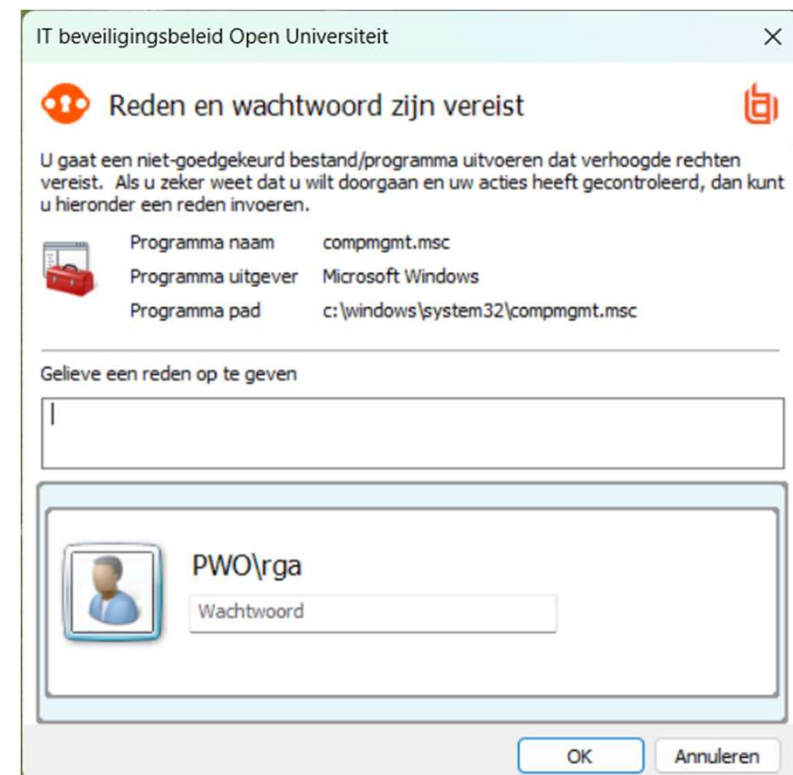 IT beveiligingsbeleid Open Universiteit
Reden en wachtwoord zijn vereist
U gaat een niet-goedgekeurd bestand/programma uitvoeren dat verhoogde rechten
vereist. Als u zeker weet dat u wilt doorgaan en uw acties heeft gecontroleerd, dan kunt
u hieronder een reden invoeren.
Programma naam compmgmt.msc
Programma uitgever Microsoft Windows
Programma pad c:\windows\system32\compmgmt.msc
Gelieve een reden op te geven
PWO\rga
Wachtwoord
OK Annuleren